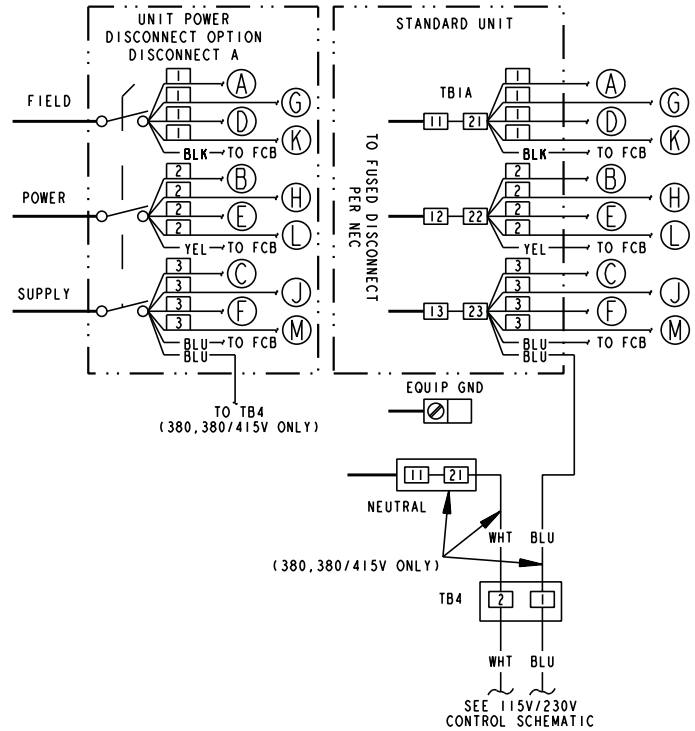 UNIT POWER
DISCONNECT OPTION
DISCONNECT A
FIELD
POWER
SUPPLY
1 A
1 G
1 D
1 K
BLK TO FCB
2 B
2 H
2 E
2 L
YEL TO FCB
3 C
3 J
3 F
3 M
BLU TO FCB
BLU
TO TB4
(380,380/415V ONLY)
STANDARD UNIT
TO FUSED DISCONNECT
PER NEC
TB1A
11 21
1 A
1 G
1 D
1 K
BLK TO FCB
12 22
2 B
2 H
2 E
2 L
YEL TO FCB
13 23
3 C
3 J
3 F
3 M
BLU TO FCB
BLU
EQUIP GND
11 21
NEUTRAL
WHT BLU
(380,380/415V ONLY)
TB4 2 1
WHT BLU
SEE 115V/230V
CONTROL SCHEMATIC